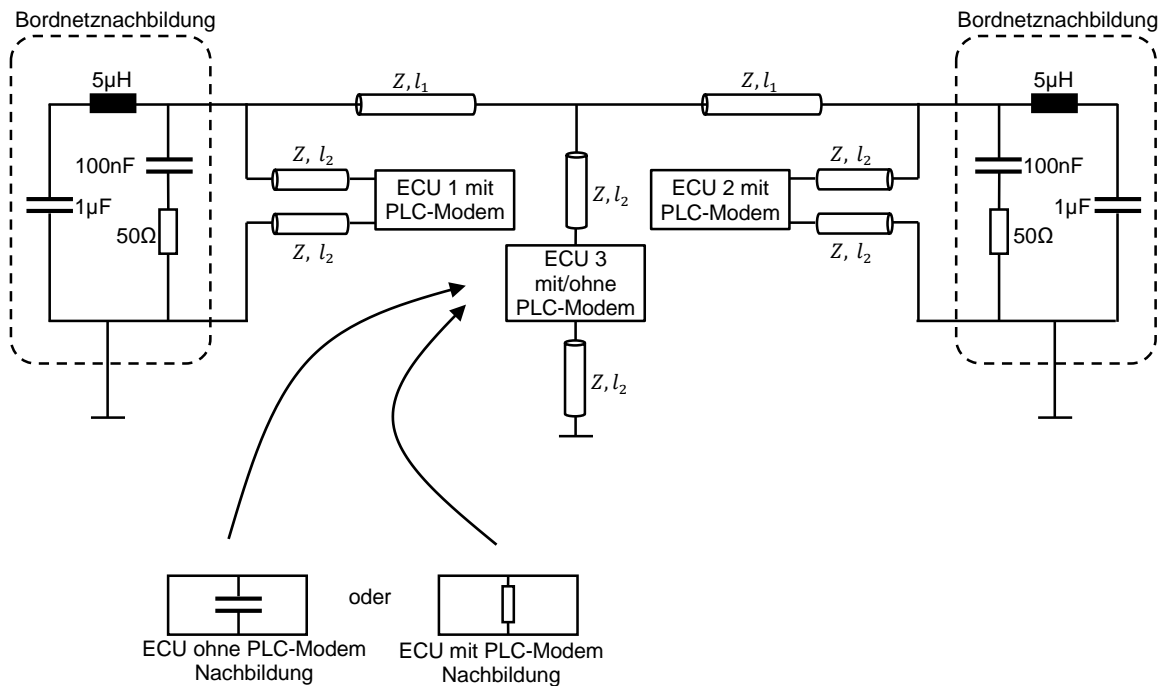 Bordnetznachbildung
Bordnetznachbildung
5µH
Z, l₁
Z, l₁
5µH
100nF
Z, l₂
Z, l₂
100nF
1µF
ECU 1 mit
PLC-Modem
Z, l₂
ECU 2 mit
PLC-Modem
1µF
50Ω
Z, l₂
Z, l₂
50Ω
ECU 3
mit/ohne
PLC-Modem
Z, l₂
oder
ECU ohne PLC-Modem
Nachbildung
ECU mit PLC-Modem
Nachbildung